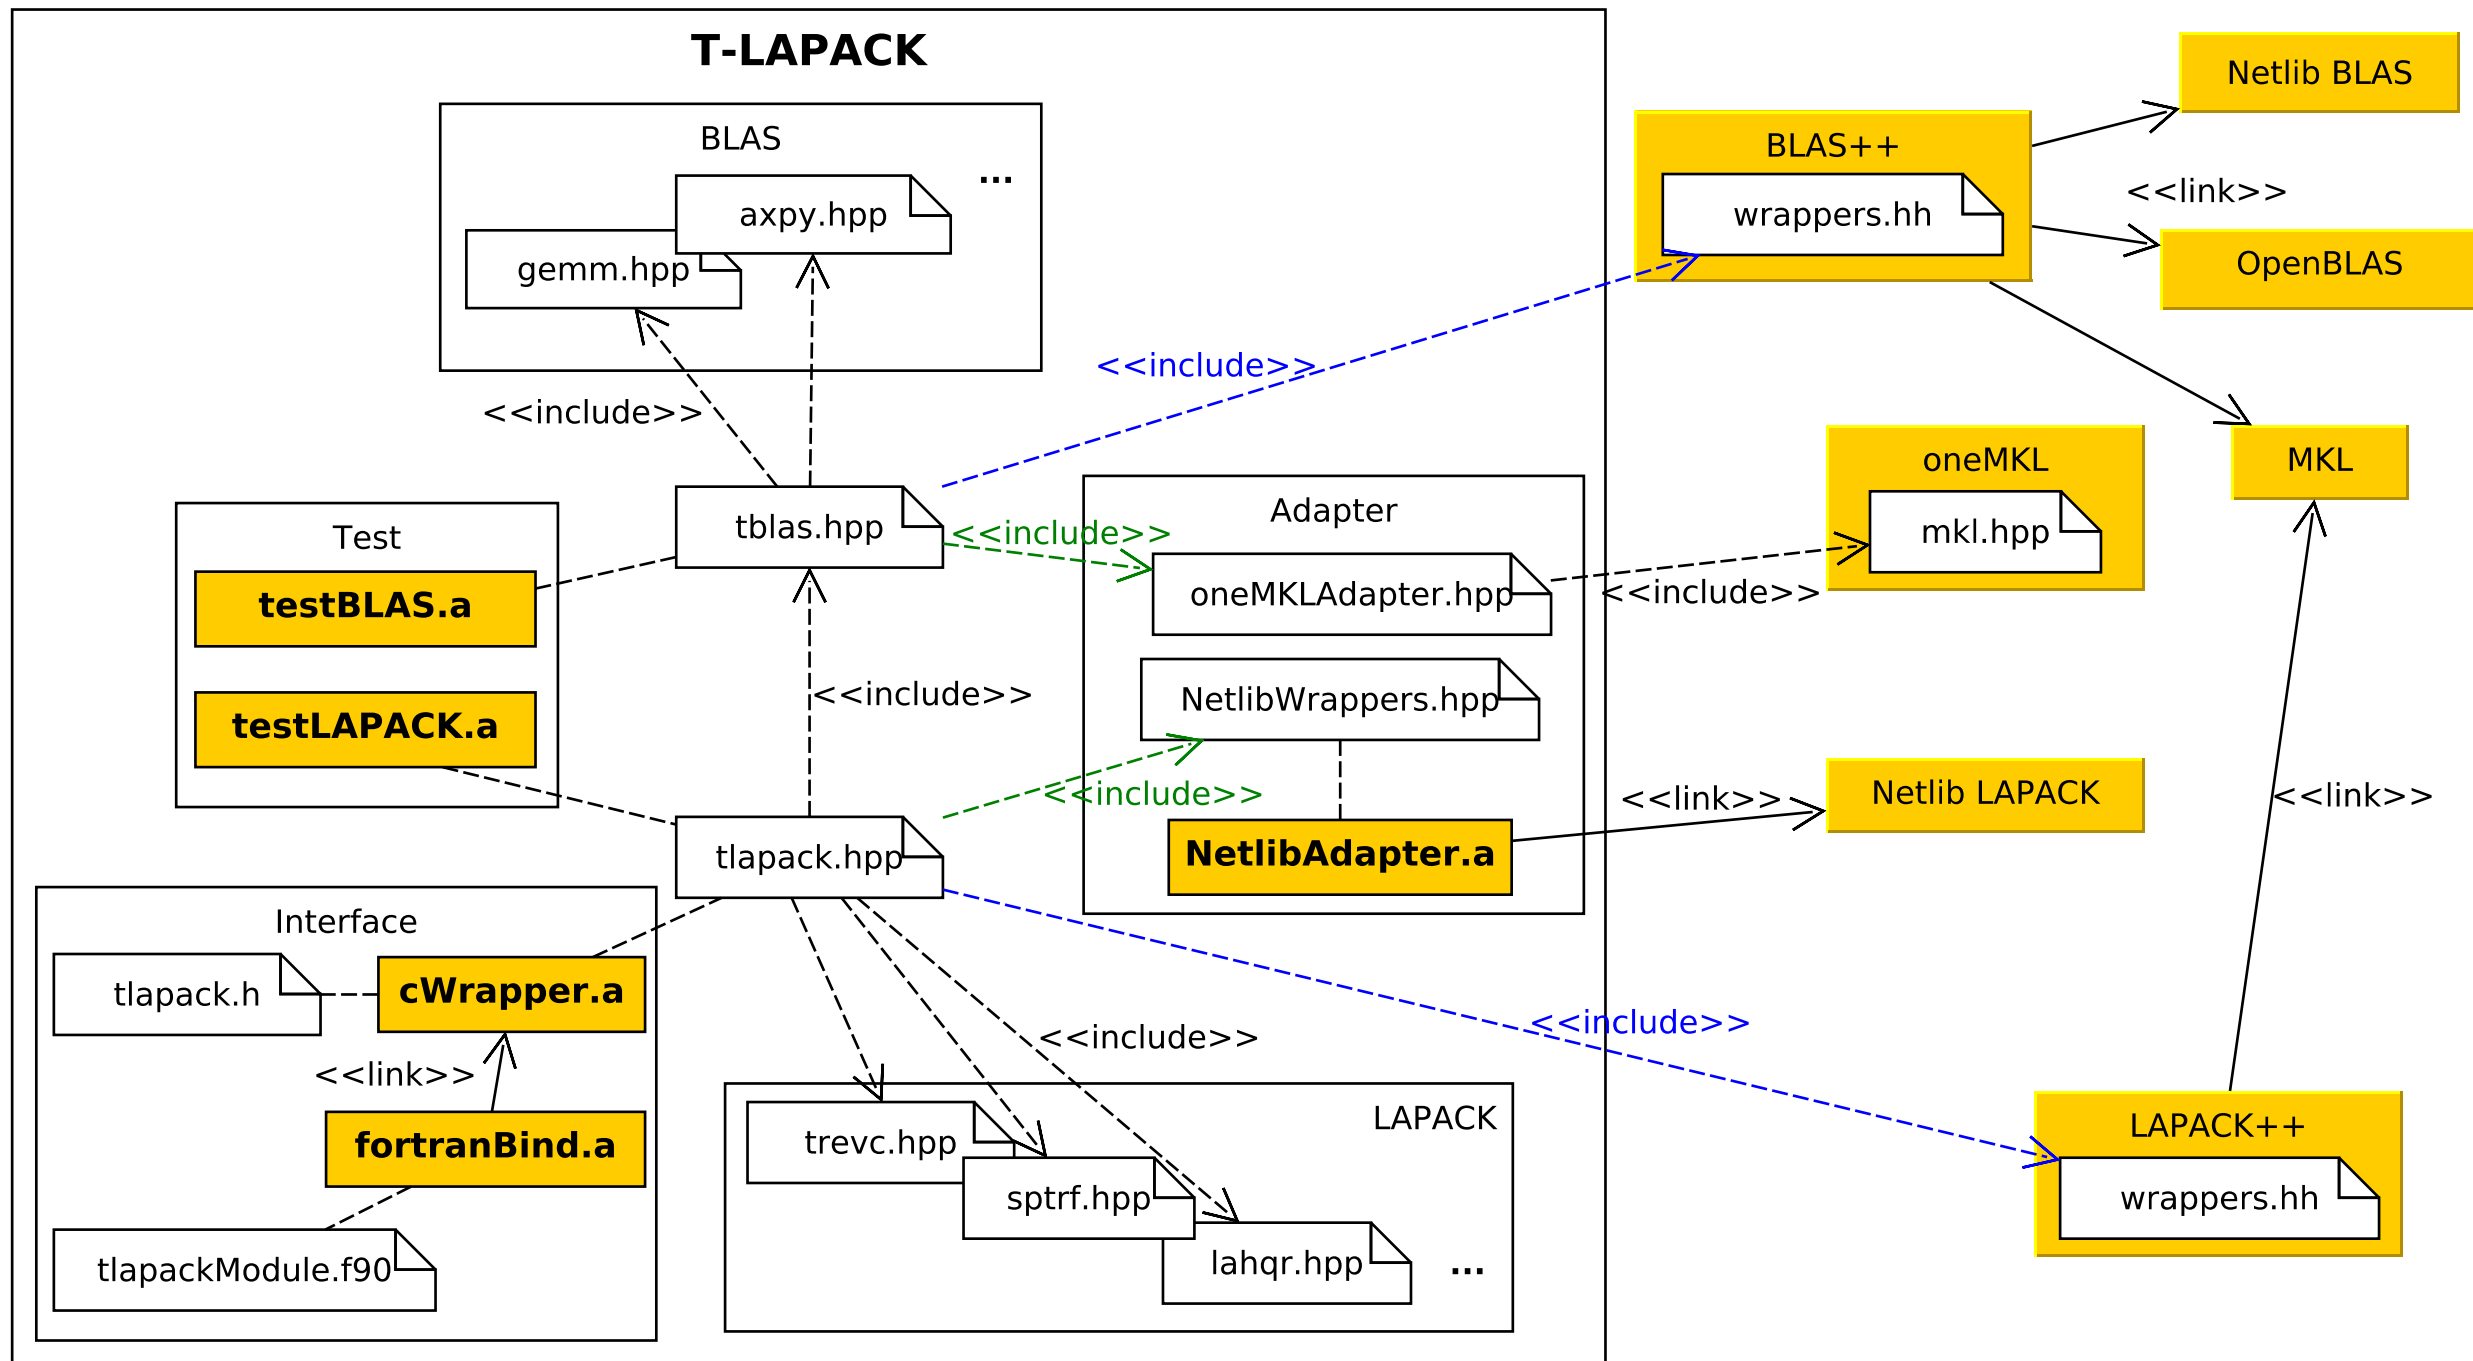 T-LAPACK
BLAS
...
axpy.hpp
gemm.hpp
<<include>>
<<include>>
tblas.hpp
<<include>>
Test
testBLAS.a
testLAPACK.a
<<include>>
tlapack.hpp
<<include>>
Adapter
oneMKLAdapter.hpp
NetlibWrappers.hpp
NetlibAdapter.a
Interface
tlapack.h
cWrapper.a
<<link>>
fortranBind.a
tlapackModule.f90
<<include>>
<<include>>
LAPACK
trevc.hpp
sptrf.hpp
lahqr.hpp
...
BLAS++
wrappers.hh
Netlib BLAS
<<link>>
OpenBLAS
oneMKL
mkl.hpp
<<include>>
MKL
<<link>>
Netlib LAPACK
<<link>>
LAPACK++
wrappers.hh